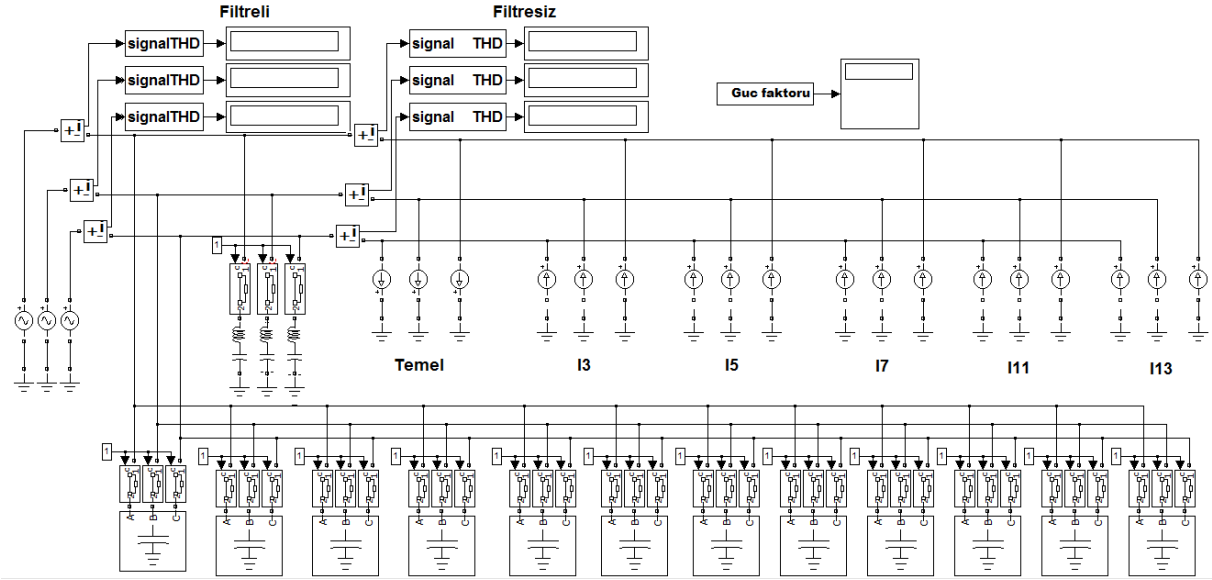 Filtreli
Filtresiz
signalTHD
signal THD
signalTHD
signal THD
signalTHD
signal THD
Guc faktoru
1
Temel
I3
I5
I7
I11
I13
1
1
1
1
1
1
1
1
1
1
1
1
A B C
A B C
A B C
A B C
A B C
A B C
A B C
A B C
A B C
A B C
A B C
A B C